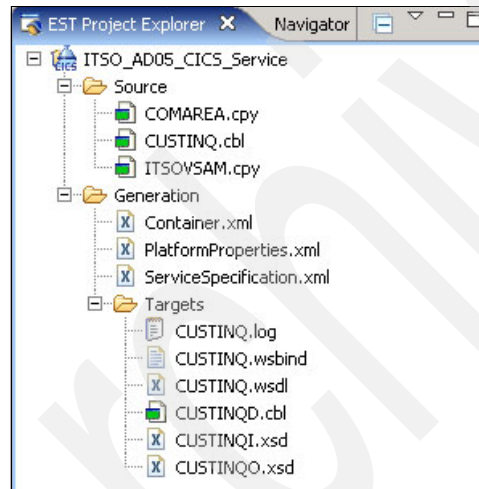 EST Project Explorer Navigator
ITSO_AD05_CICS_Service
Source
COMAREA.cpy
CUSTINQ.cbl
ITSOVSAM.cpy
Generation
Container.xml
PlatformProperties.xml
ServiceSpecification.xml
Targets
CUSTINQ.log
CUSTINQ.wsbind
CUSTINQ.wsdl
CUSTINQD.cbl
CUSTINQI.xsd
CUSTINQO.xsd